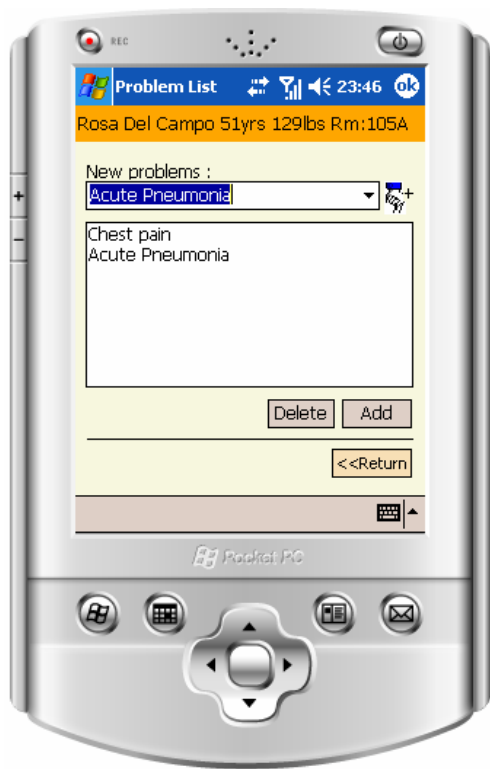 REC
Problem List 23:46 ok
Rosa Del Campo 51yrs 129lbs Rm:105A
New problems :
Acute Pneumonia
+
Chest pain
Acute Pneumonia
Delete Add
<<Return
Pocket PC